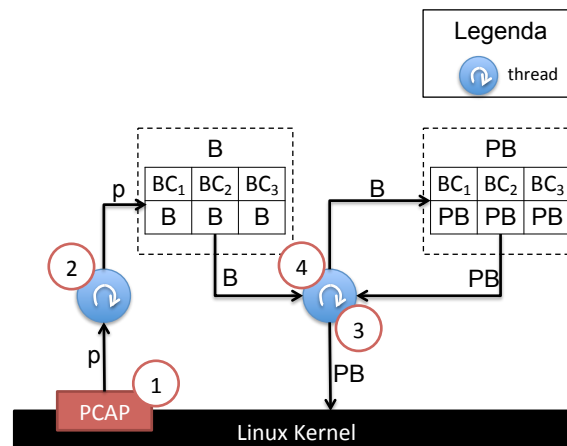 Legenda
thread
B
PB
p
BC₁ BC₂ BC₃
B
BC₁ BC₂ BC₃
B B B
PB PB PB
2
4
B
PB
3
p
PB
1
PCAP
Linux Kernel